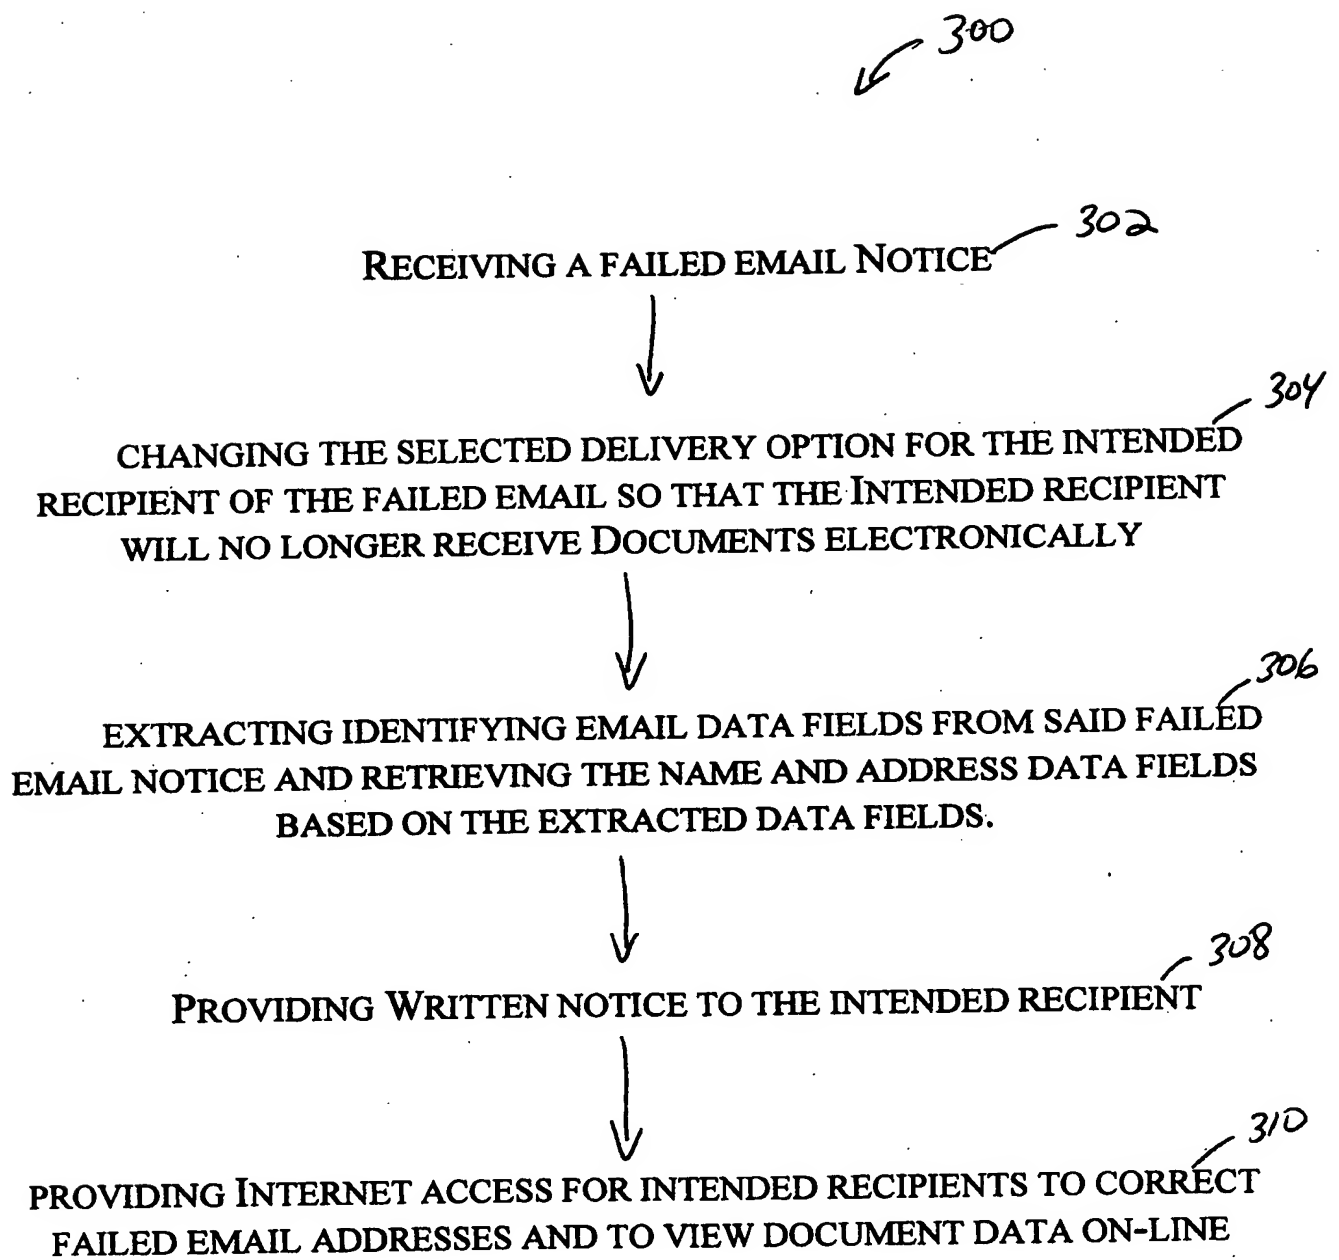 300
302
RECEIVING A FAILED EMAIL NOTICE
304
CHANGING THE SELECTED DELIVERY OPTION FOR THE INTENDED
RECIPIENT OF THE FAILED EMAIL SO THAT THE INTENDED RECIPIENT
WILL NO LONGER RECEIVE DOCUMENTS ELECTRONICALLY
306
EXTRACTING IDENTIFYING EMAIL DATA FIELDS FROM SAID FAILED
EMAIL NOTICE AND RETRIEVING THE NAME AND ADDRESS DATA FIELDS
BASED ON THE EXTRACTED DATA FIELDS.
308
PROVIDING WRITTEN NOTICE TO THE INTENDED RECIPIENT
310
PROVIDING INTERNET ACCESS FOR INTENDED RECIPIENTS TO CORRECT
FAILED EMAIL ADDRESSES AND TO VIEW DOCUMENT DATA ON-LINE